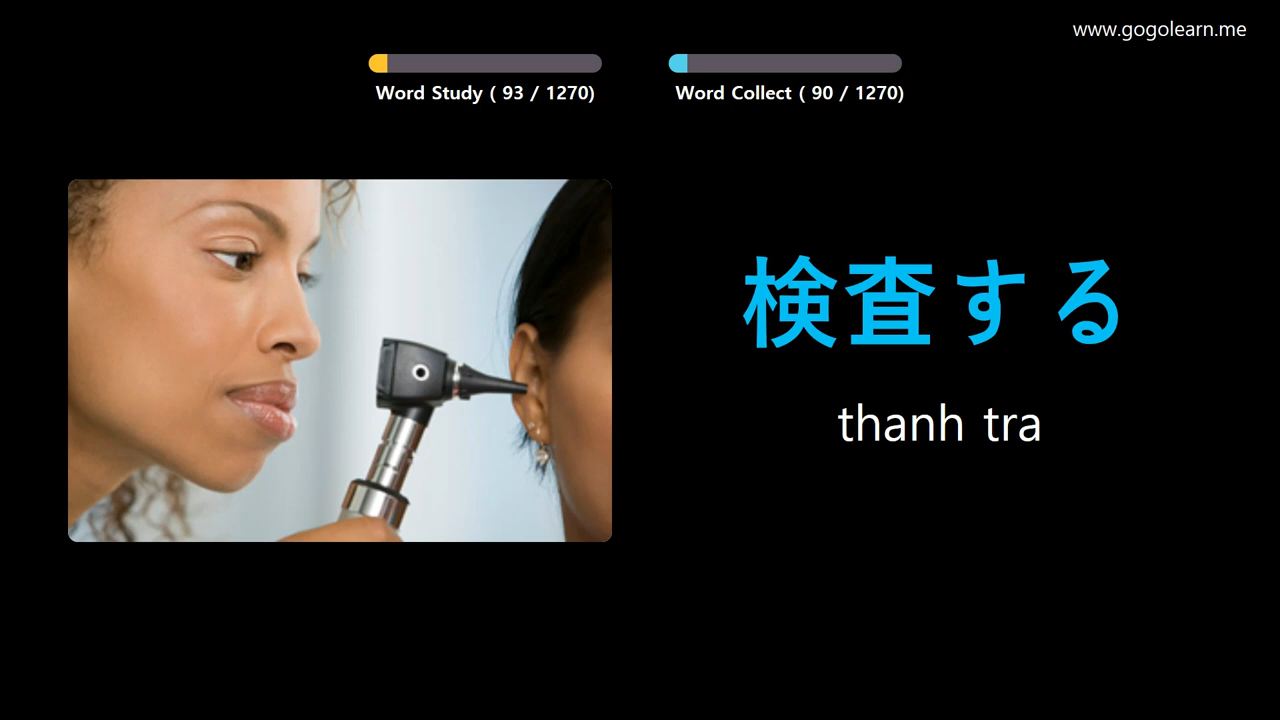 www.gogolearn.me
Word Study ( 93 / 1270)
Word Collect ( 90 / 1270)
検査する
thanh tra